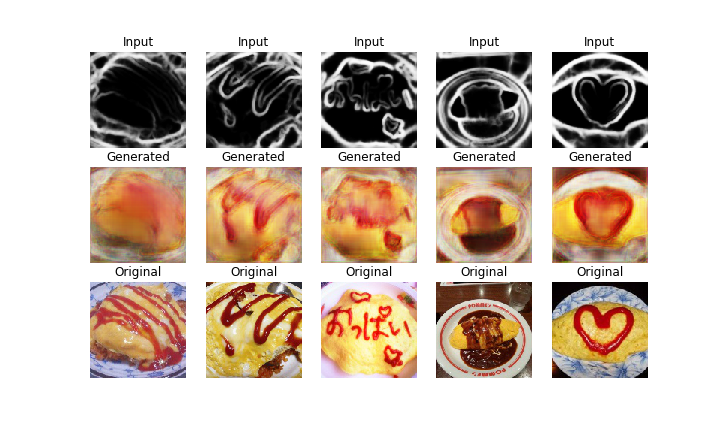 Input Input Input Input Input
Generated Generated Generated Generated Generated
Original Original Original Original Original
おっぱい